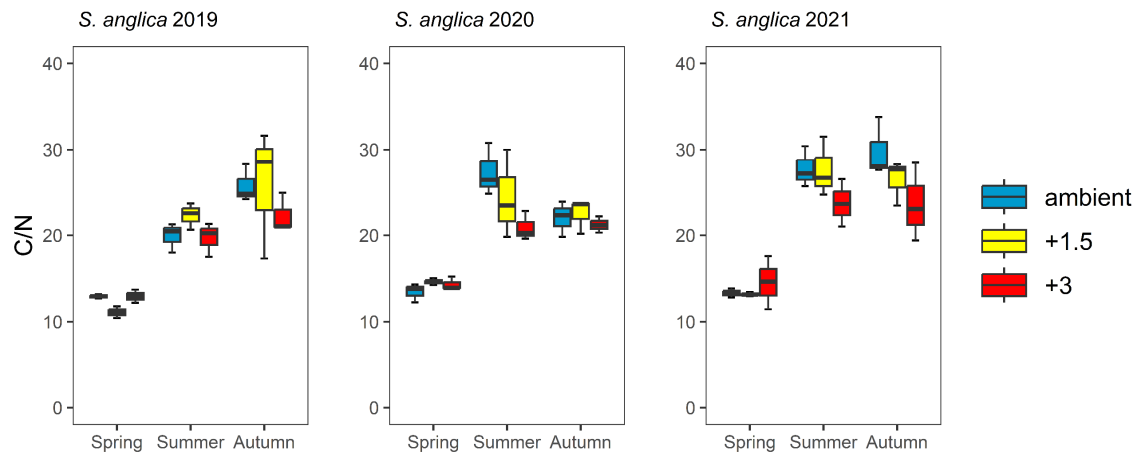 S. anglica 2019
S. anglica 2020
S. anglica 2021
C/N
40
30
20
10
0
Spring Summer Autumn
40
30
20
10
0
Spring Summer Autumn
40
30
20
10
0
Spring Summer Autumn
ambient
+1.5
+3